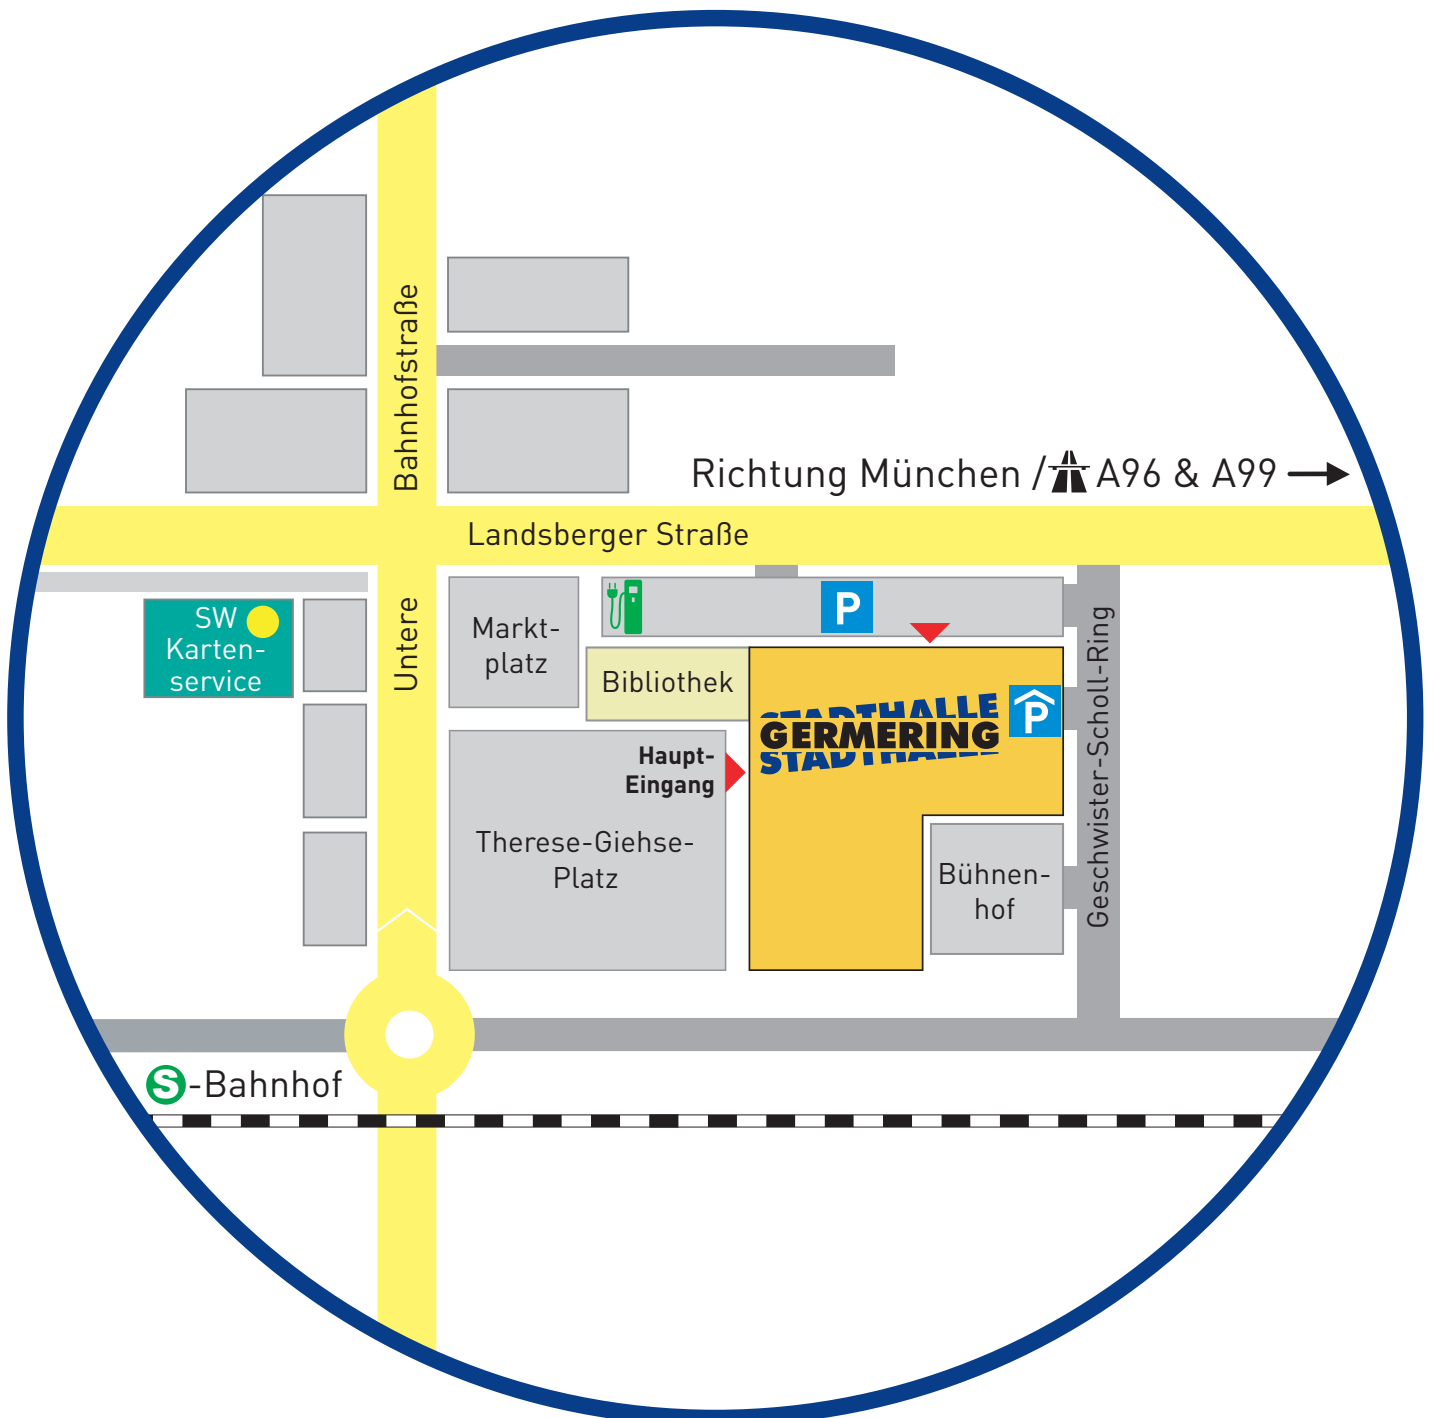 Bahnhofstraße
Richtung München / A96 & A99
Landsberger Straße
Untere
SW
Karten-
service
Markt-
platz
P
Bibliothek
STADTHALLE
GERMERING
STADTHALLE
P
Haupt-
Eingang
Therese-Giehse-
Platz
Bühnen-
hof
Geschwister-Scholl-Ring
S-Bahnhof